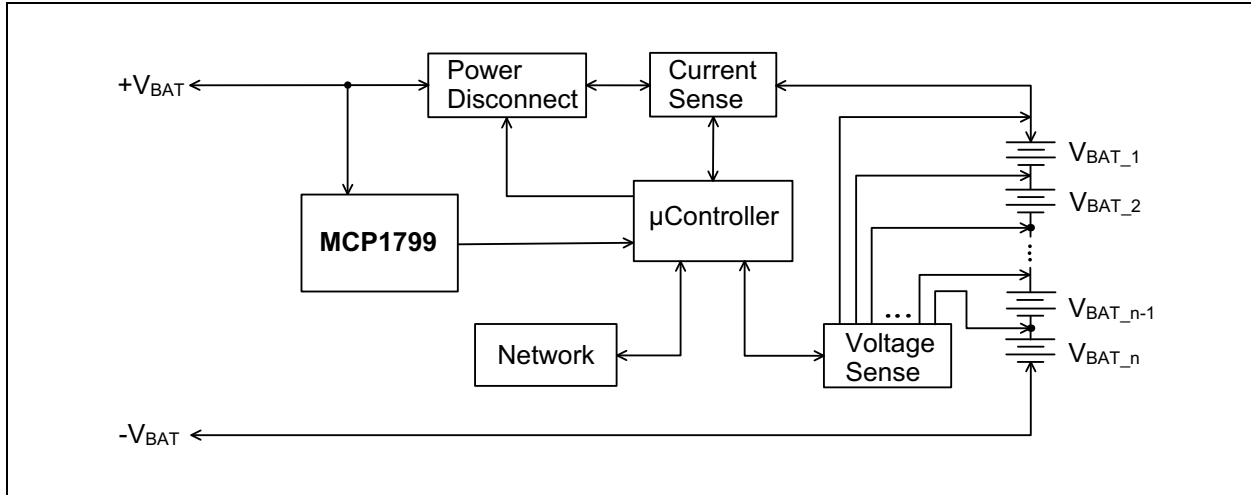 +VBAT
Power
Disconnect
Current
Sense
VBAT_1
VBAT_2
MCP1799
µController
VBAT_n-1
Network
Voltage
Sense
VBAT_n
-VBAT